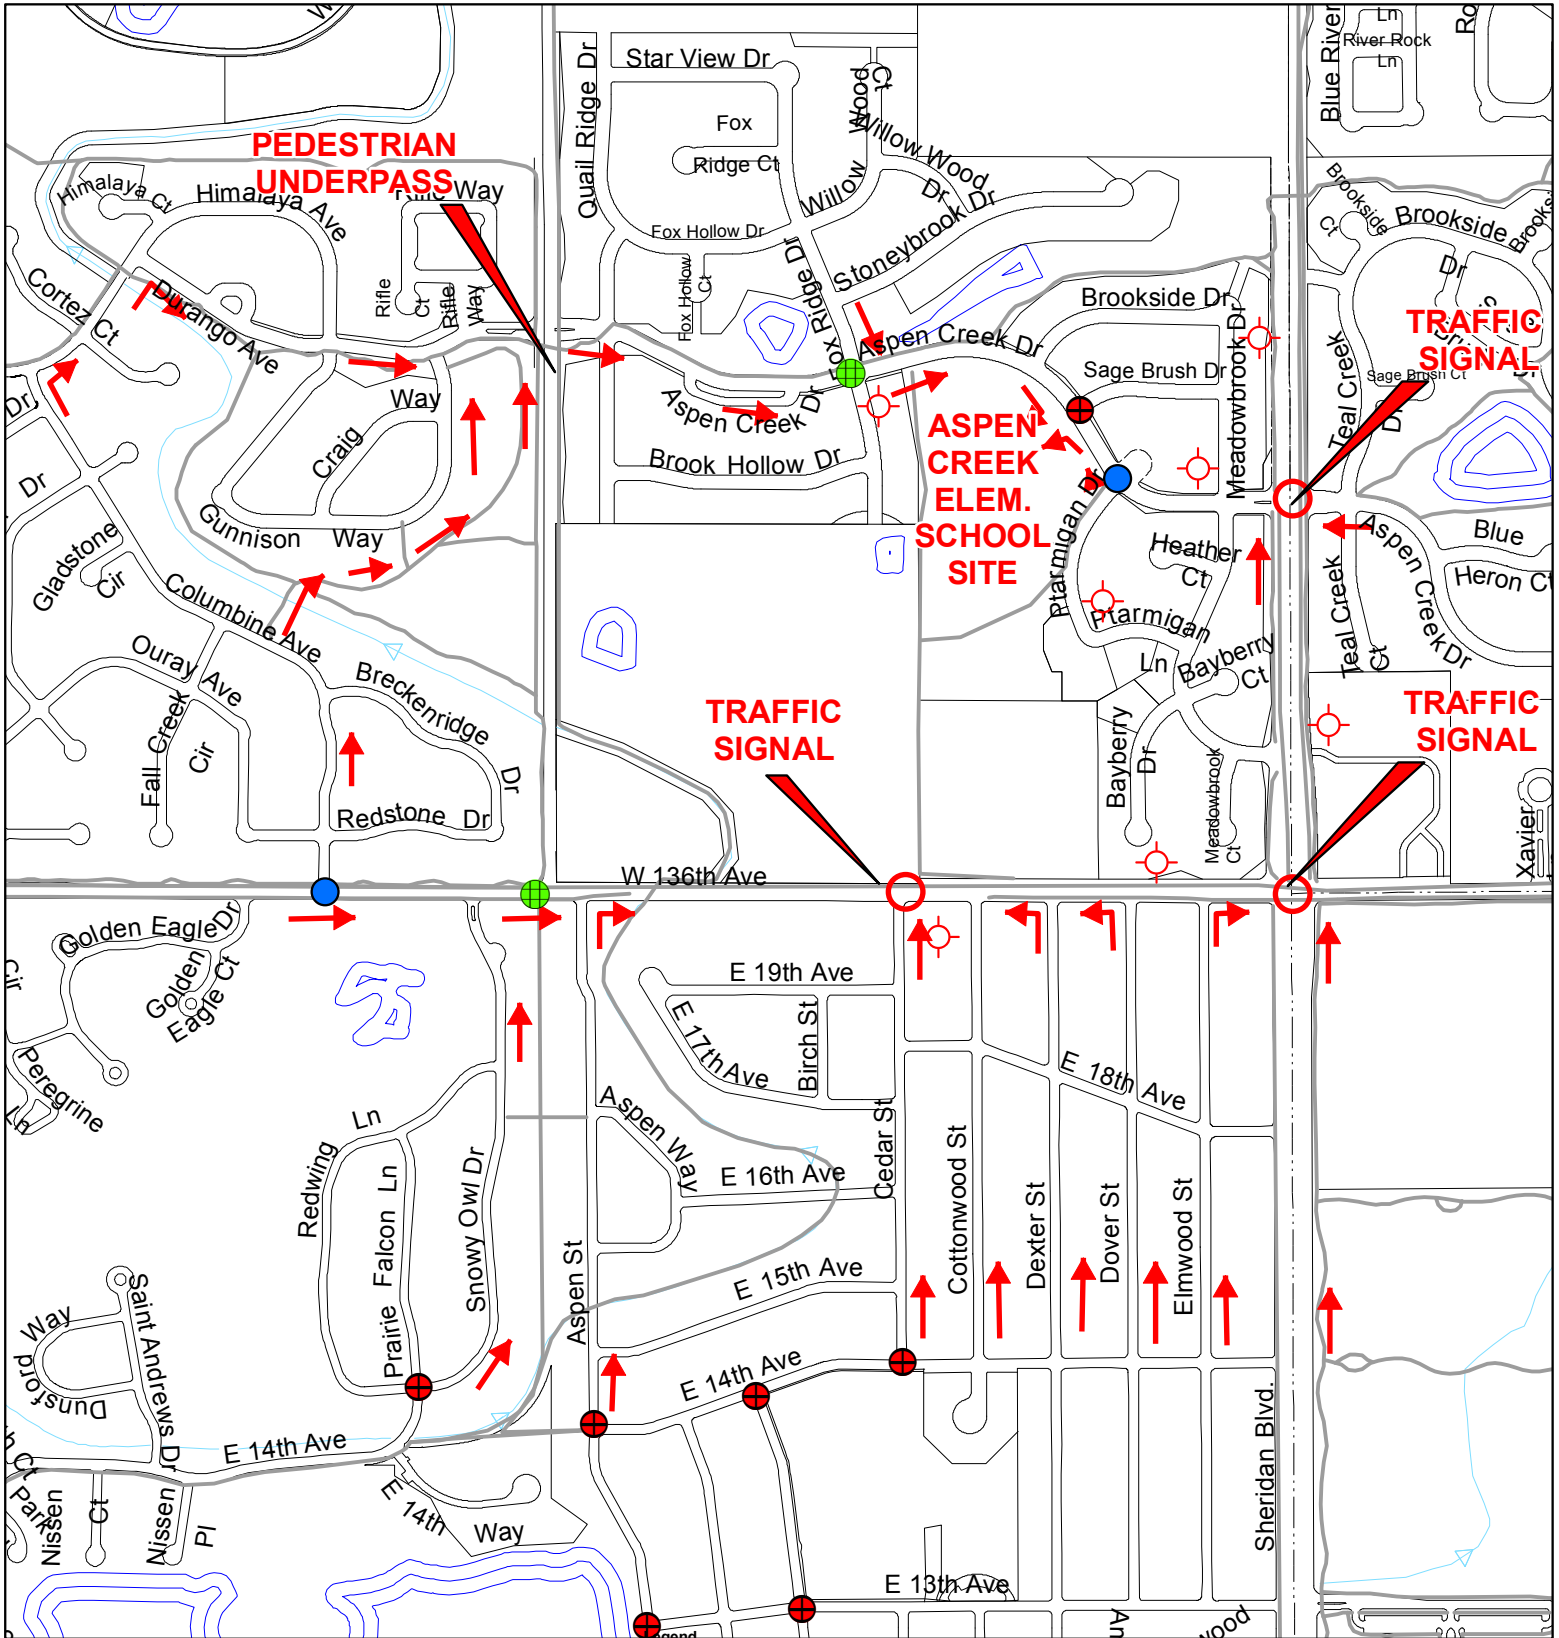 Star View Dr
Quail Ridge Dr
Fox
Ridge Ct
Wood
Ct
Willow
Willow Wood
Dr
Stoneybrook Dr
Fox Hollow Dr
Fox Hollow
Ct
Fox Ridge Dr
Blue River
Ln
River Rock
Ln
Ro
W
PEDESTRIAN
UNDERPASS
Himalaya Ct
Himalaya Ave
Rifle Way
Rifle
Ct
Rifle
Way
Cortez Ct
Durango Ave
Brookside
Ct
Brookside
Dr
Brookside Dr
Aspen Creek Dr
Sage Brush Dr
Meadowbrook Dr
Teal Creek
Dr
Sage Brush Ct
TRAFFIC
SIGNAL
Dr
Way
Craig
Aspen Creek Dr
Brook Hollow Dr
ASPEN
CREEK
ELEM.
SCHOOL
SITE
Ptarmigan Dr
Dr
Gunnison Way
Gladstone
Cir
Columbine Ave
Heather
Ct
Blue
Heron Ct
Aspen Creek Dr
Teal Creek
Ct
Ptarmigan
Ln
Bayberry
Ct
Ouray Ave
Breckenridge
Dr
Fall Creek
Cir
Redstone Dr
TRAFFIC
SIGNAL
Bayberry
Dr
Meadowbrook
Ct
TRAFFIC
SIGNAL
Xavier
W 136th Ave
Golden Eagle Dr
Golden
Eagle Ct
Cir
Peregrine
Ln
E 19th Ave
E 17th Ave
Birch St
E 18th Ave
Redwing
Ln
Prairie Falcon Ln
Snowy Owl Dr
Aspen St
Aspen Way
E 16th Ave
Cedar St
Cottonwood St
Dexter St
Dover St
Elmwood St
E 15th Ave
Saint Andrews Dr
Way
Dunsford
E 14th Ave
E 14th Ave
Sheridan Blvd.
Ct
Park
Nissen
Ct
Nissen
Pl
E 14th
Way
E 13th Ave
An
wood
egend